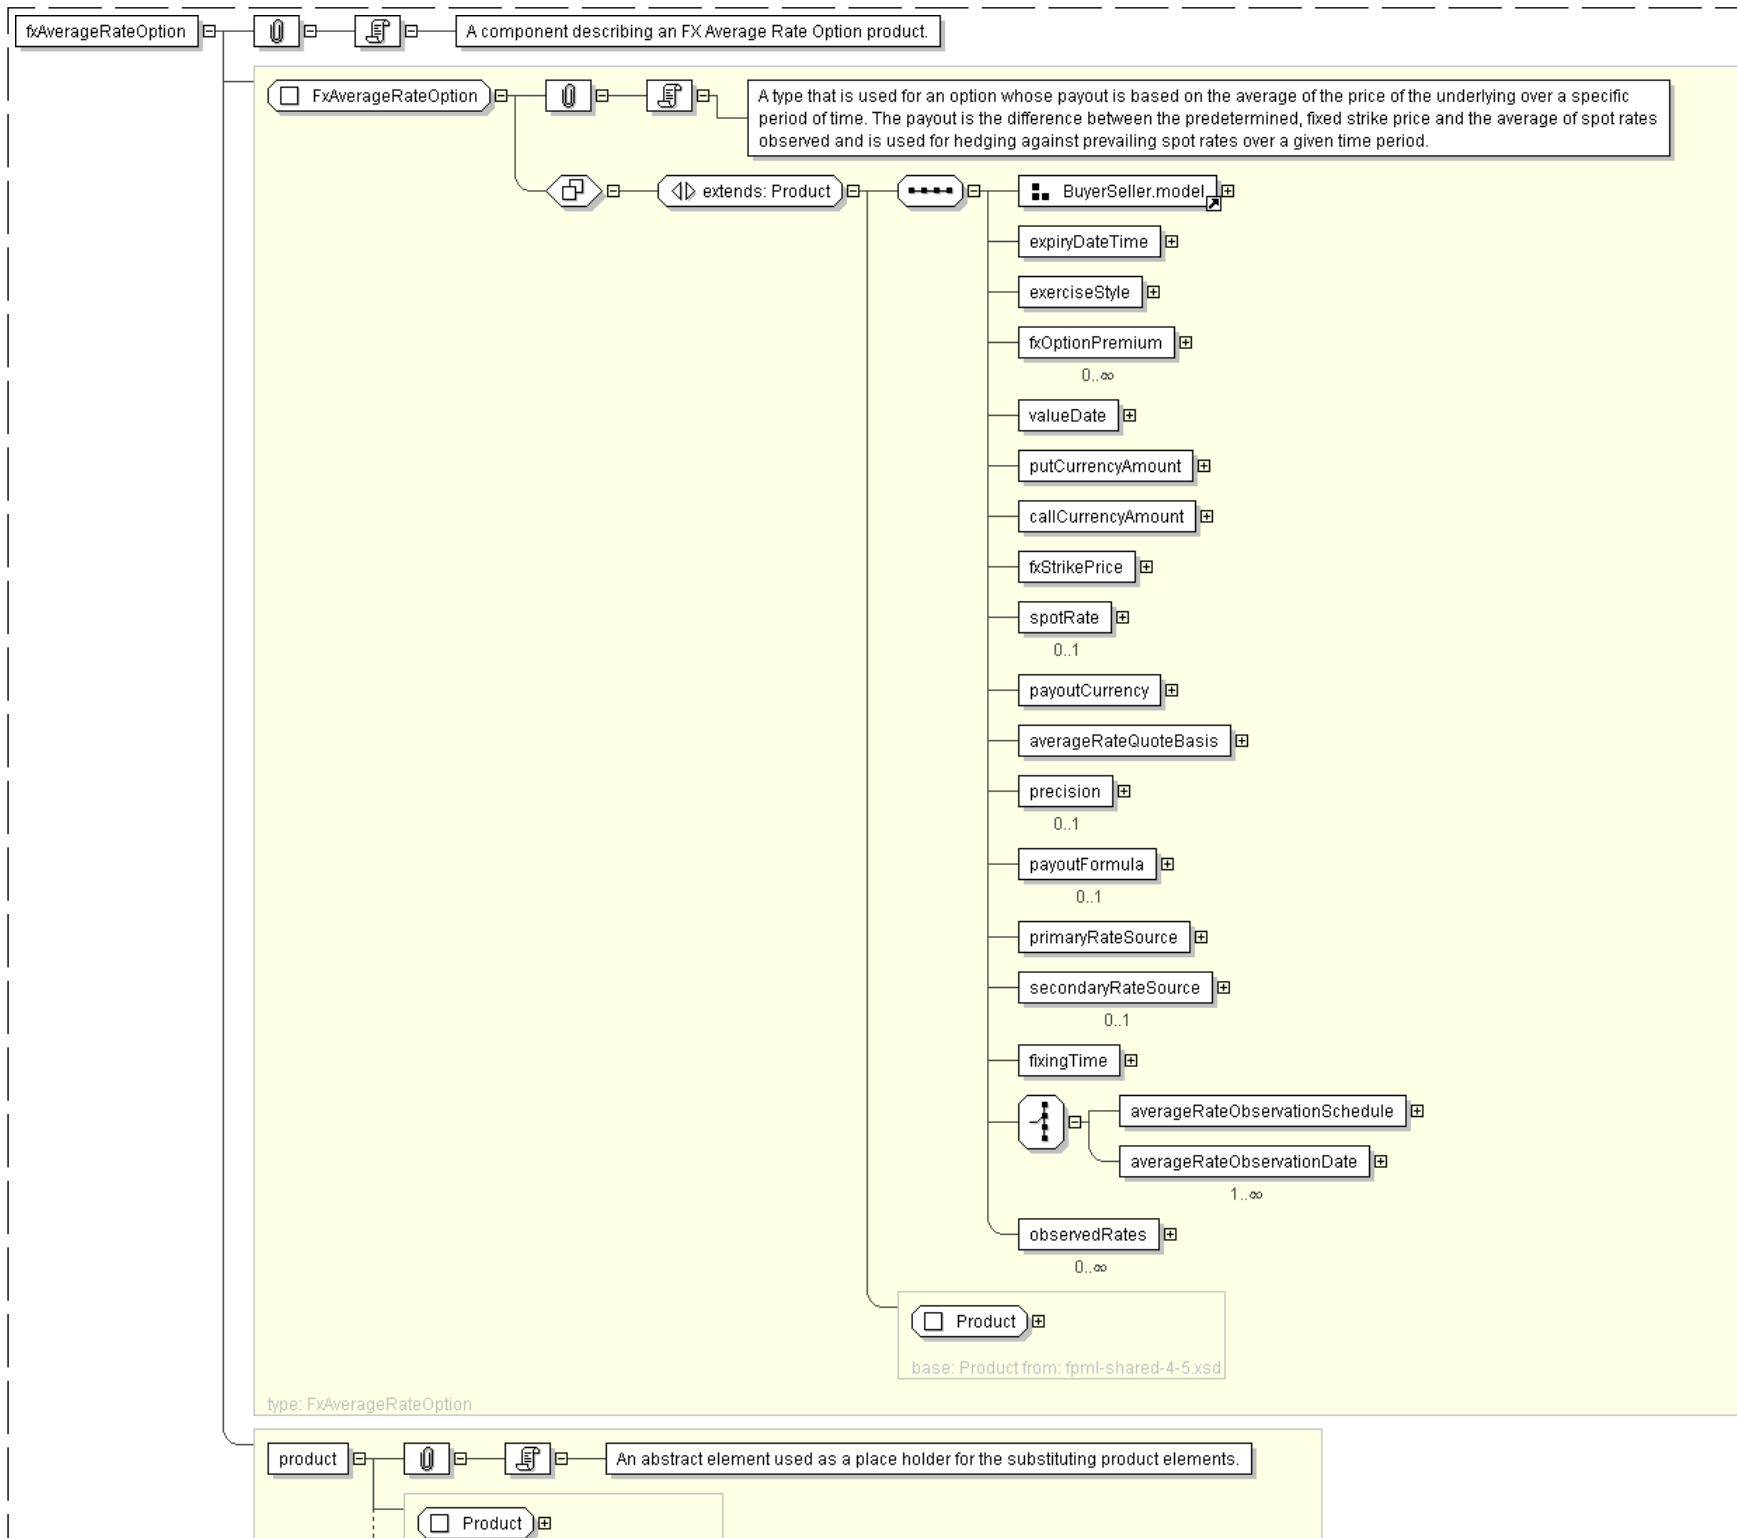 fxAverageRateOption
A component describing an FX Average Rate Option product.
FxAverageRateOption
A type that is used for an option whose payout is based on the average of the price of the underlying over a specific
period of time. The payout is the difference between the predetermined, fixed strike price and the average of spot rates
observed and is used for hedging against prevailing spot rates over a given time period.
extends: Product
BuyerSeller.model
expiryDateTime
exerciseStyle
fxOptionPremium
0..∞
valueDate
putCurrencyAmount
callCurrencyAmount
fxStrikePrice
spotRate
0..1
payoutCurrency
averageRateQuoteBasis
precision
0..1
payoutFormula
0..1
primaryRateSource
secondaryRateSource
0..1
fixingTime
averageRateObservationSchedule
averageRateObservationDate
1..∞
observedRates
0..∞
Product
base: Product from: fpml-shared-4-5.xsd
type: FxAverageRateOption
product
An abstract element used as a place holder for the substituting product elements.
Product